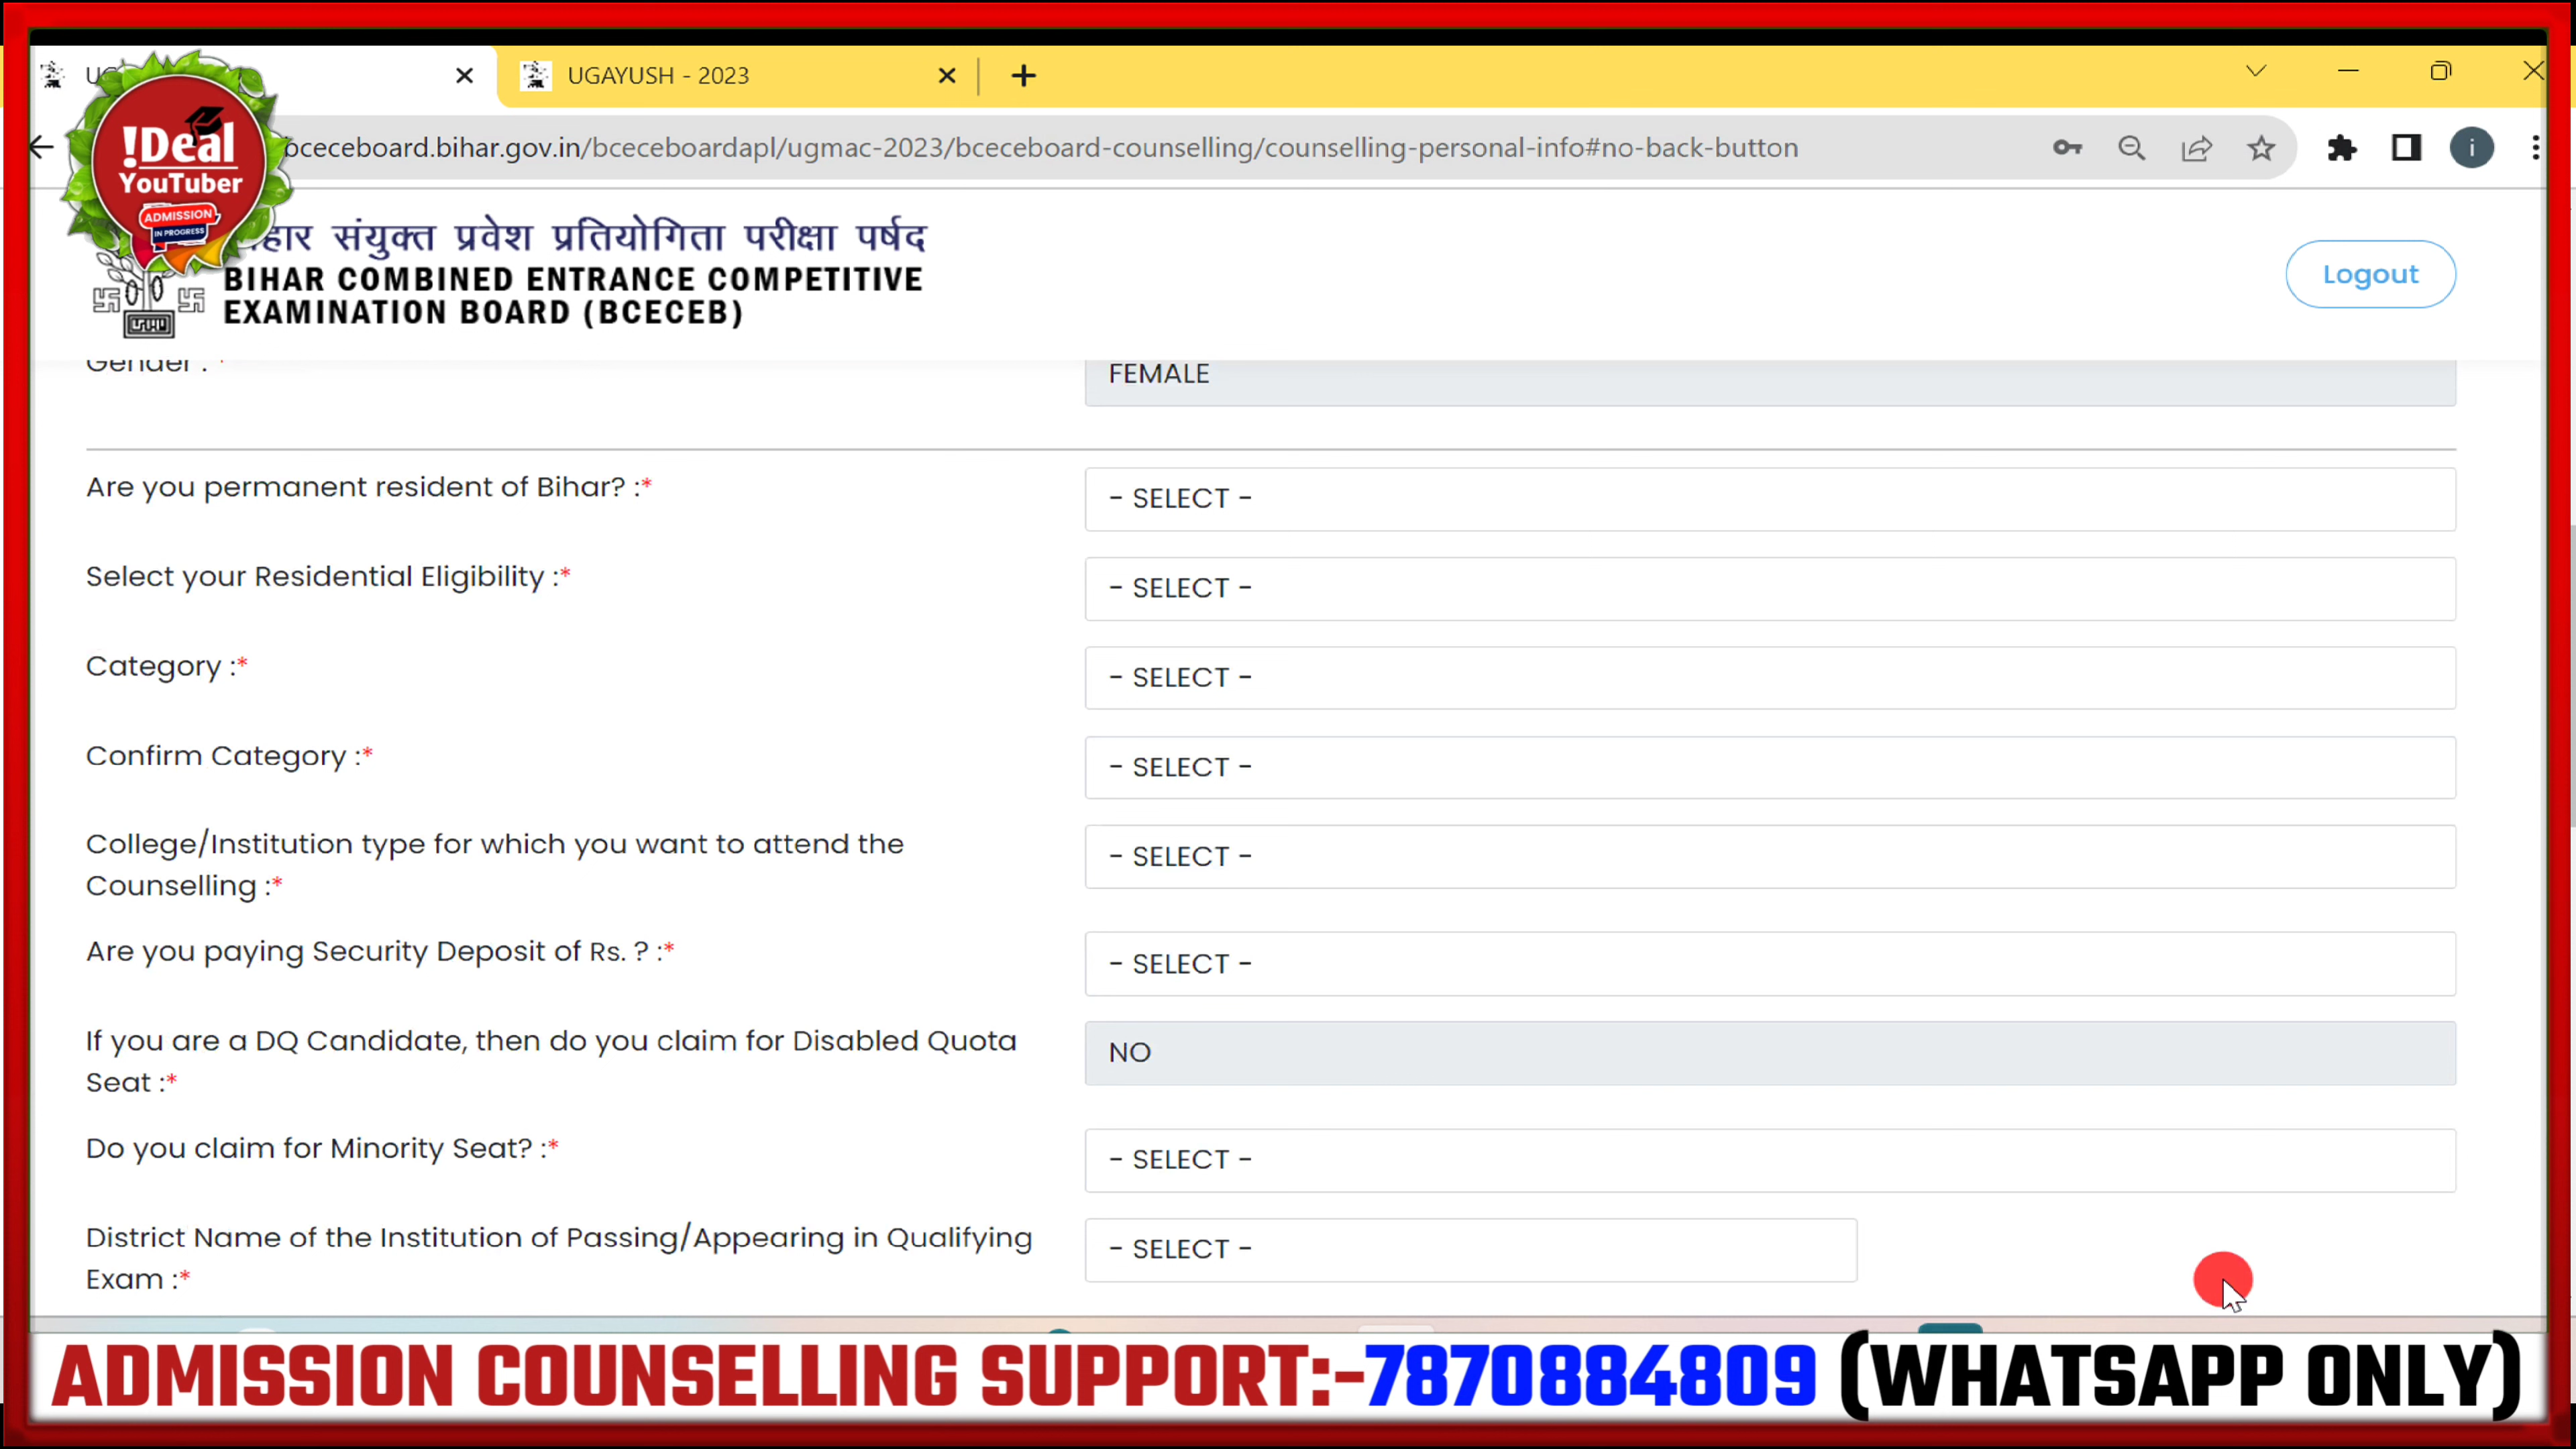 UGAYUSH - 2023
bceceboard.bihar.gov.in/bceceboardapl/ugmac-2023/bceceboard-counselling/counselling-personal-info#no-back-button
i
!Deal
YouTuber
ADMISSION
IN PROGRESS
संयुक्त प्रवेश प्रतियोगिता परीक्षा पर्षद
BIHAR COMBINED ENTRANCE COMPETITIVE
EXAMINATION BOARD (BCECEB)
Logout
Gender : *
FEMALE
Are you permanent resident of Bihar? :*
- SELECT -
Select your Residential Eligibility :*
- SELECT -
Category :*
- SELECT -
Confirm Category :*
- SELECT -
College/Institution type for which you want to attend the
Counselling :*
- SELECT -
Are you paying Security Deposit of Rs. ? :*
- SELECT -
If you are a DQ Candidate, then do you claim for Disabled Quota
Seat :*
NO
Do you claim for Minority Seat? :*
- SELECT -
District Name of the Institution of Passing/Appearing in Qualifying
Exam :*
- SELECT -
ADMISSION COUNSELLING SUPPORT:-7870884809 (WHATSAPP ONLY)